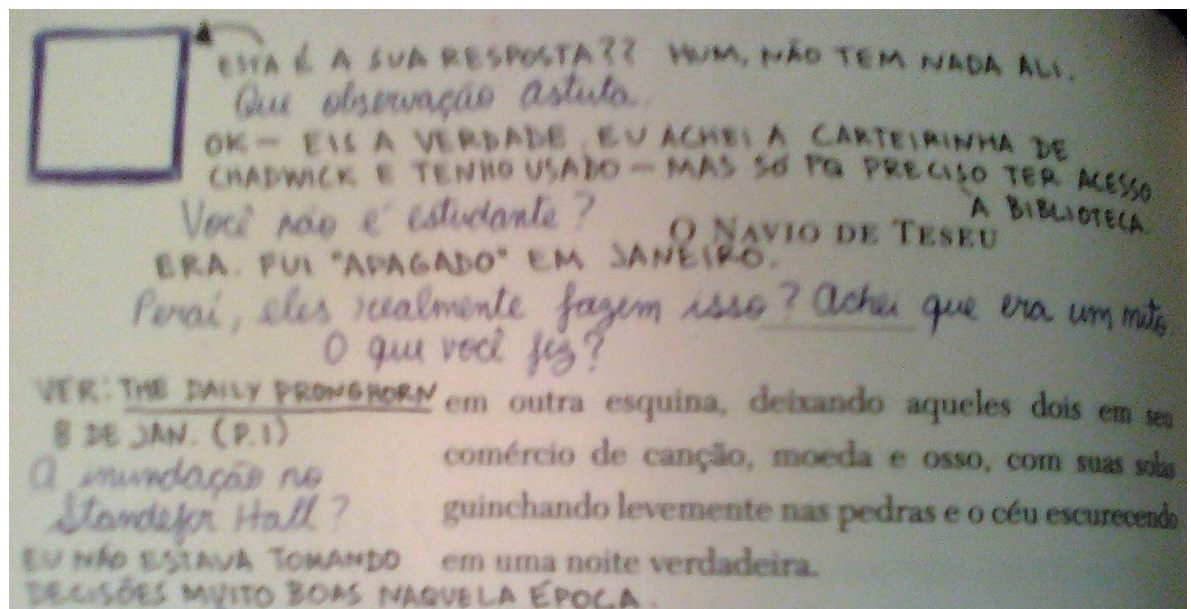 ESTA É A SUA RESPOSTA?? HUM, NÃO TEM NADA ALI.
Que observação astuta.
OK – EIS A VERDADE. EU ACHEI A CARTEIRINHA DE
CHADWICK E TENHO USADO – MAS SÓ PQ PRECISO TER ACESSO
À BIBLIOTECA.
Você não é estudante?
O NAVIO DE TESEU
ERA. FUI "APAGADO" EM JANEIRO.
Peraí, eles realmente fazem isso? Achei que era um mito.
O que você fez?
VER: THE DAILY PRONGHORN
8 DE JAN. (P.1)
A inundação no
Standefer Hall?
EU NÃO ESTAVA TOMANDO
DECISÕES MUITO BOAS NAQUELA ÉPOCA.
em outra esquina, deixando aqueles dois em seu
comércio de canção, moeda e osso, com suas solas
guinchando levemente nas pedras e o céu escurecendo
em uma noite verdadeira.